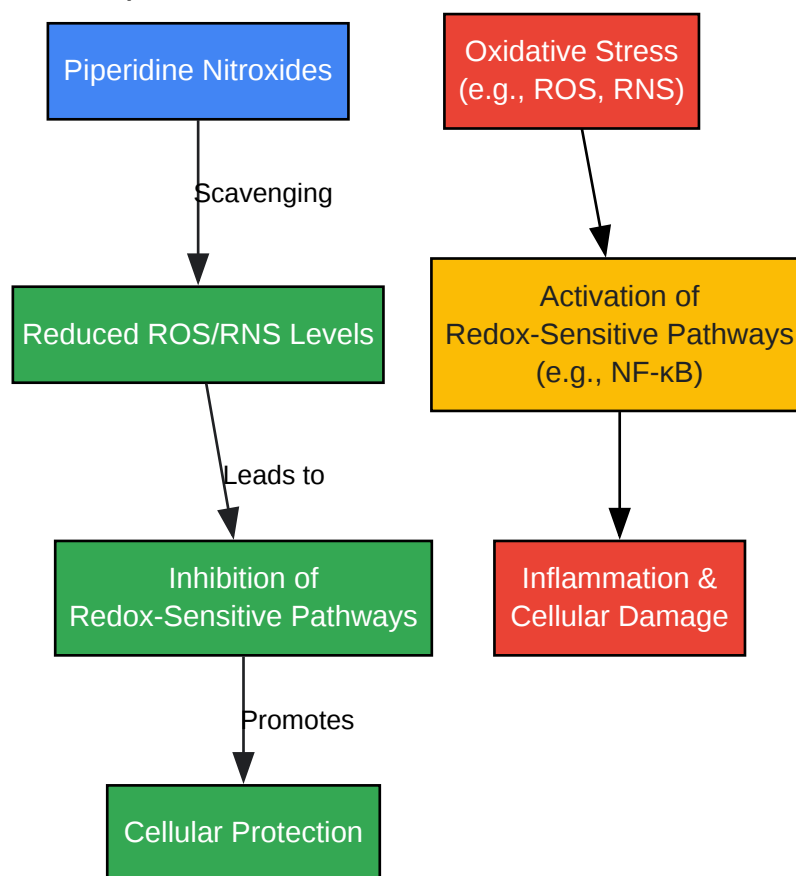 Piperidine Nitroxides
Oxidative Stress
(e.g., ROS, RNS)
Scavenging
Reduced ROS/RNS Levels
Activation of
Redox-Sensitive Pathways
(e.g., NF-κB)
Leads to
Inhibition of
Redox-Sensitive Pathways
Inflammation &
Cellular Damage
Promotes
Cellular Protection